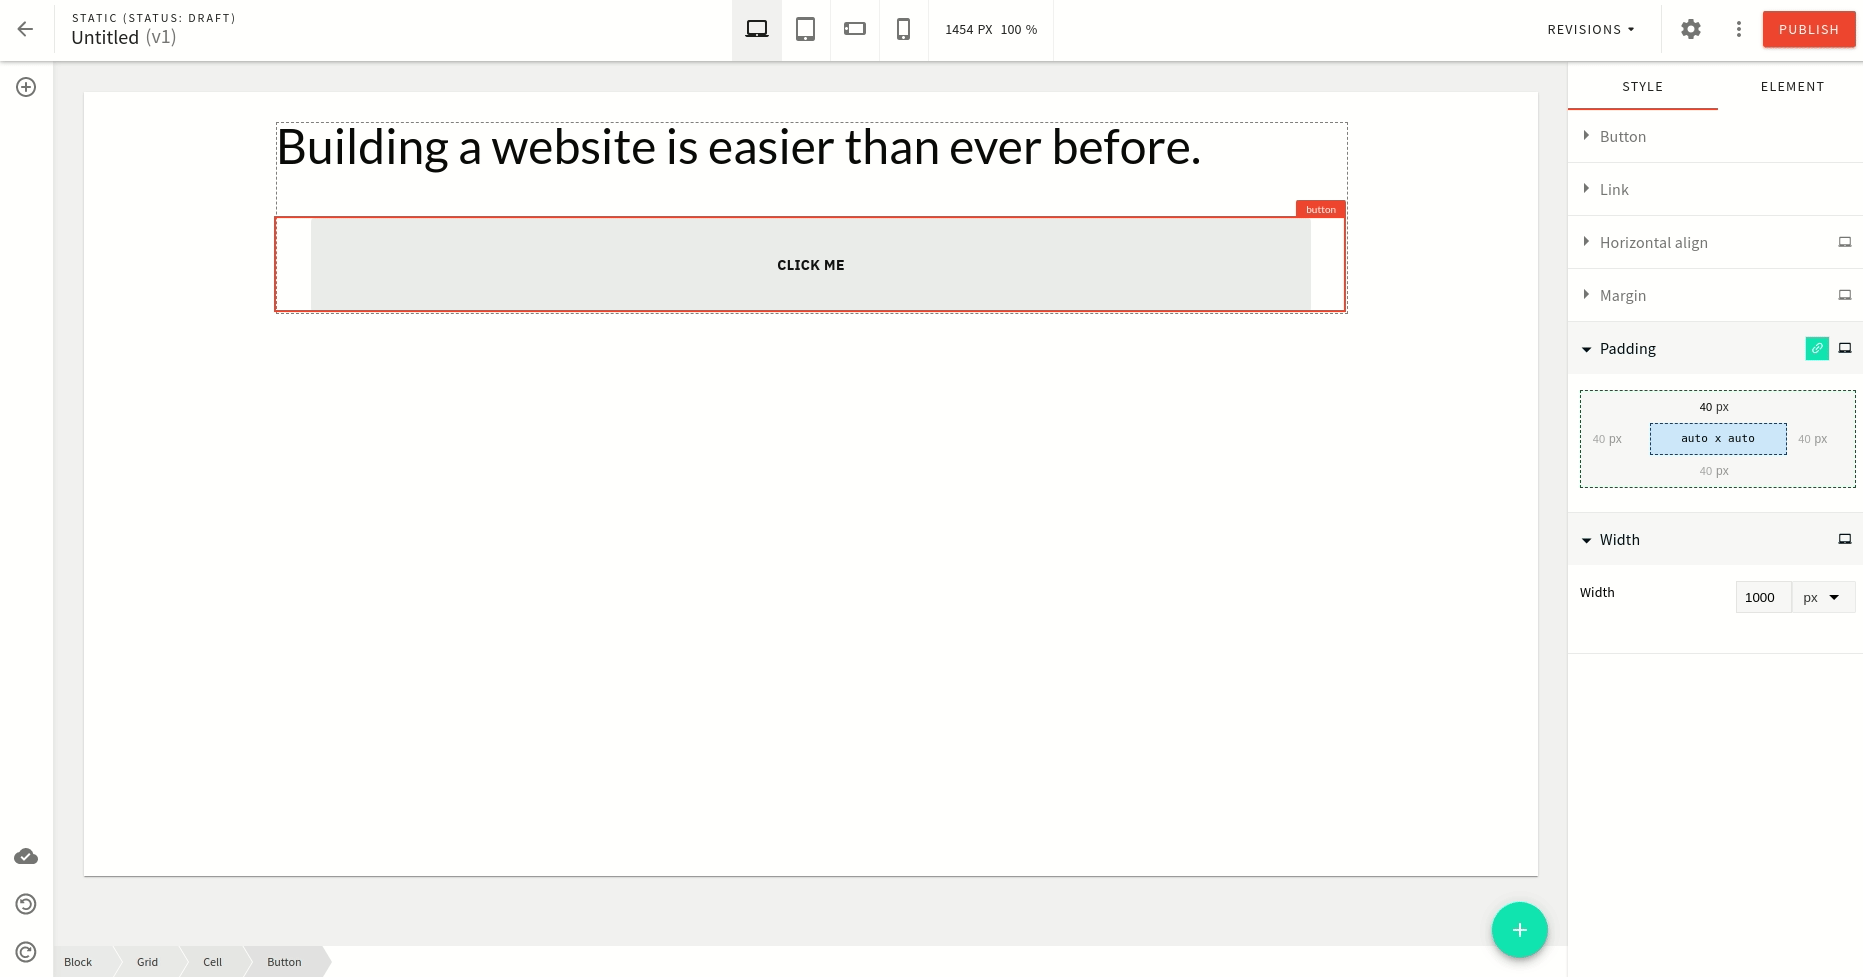 STATIC (STATUS: DRAFT)
Untitled (v1)
1454 PX 100 %
REVISIONS
PUBLISH
STYLE ELEMENT
Button
Link
Horizontal align
Margin
Padding
40 px
40 px auto x auto 40 px
40 px
Width
Width 1000 px
Building a website is easier than ever before.
button
CLICK ME
Block Grid Cell Button